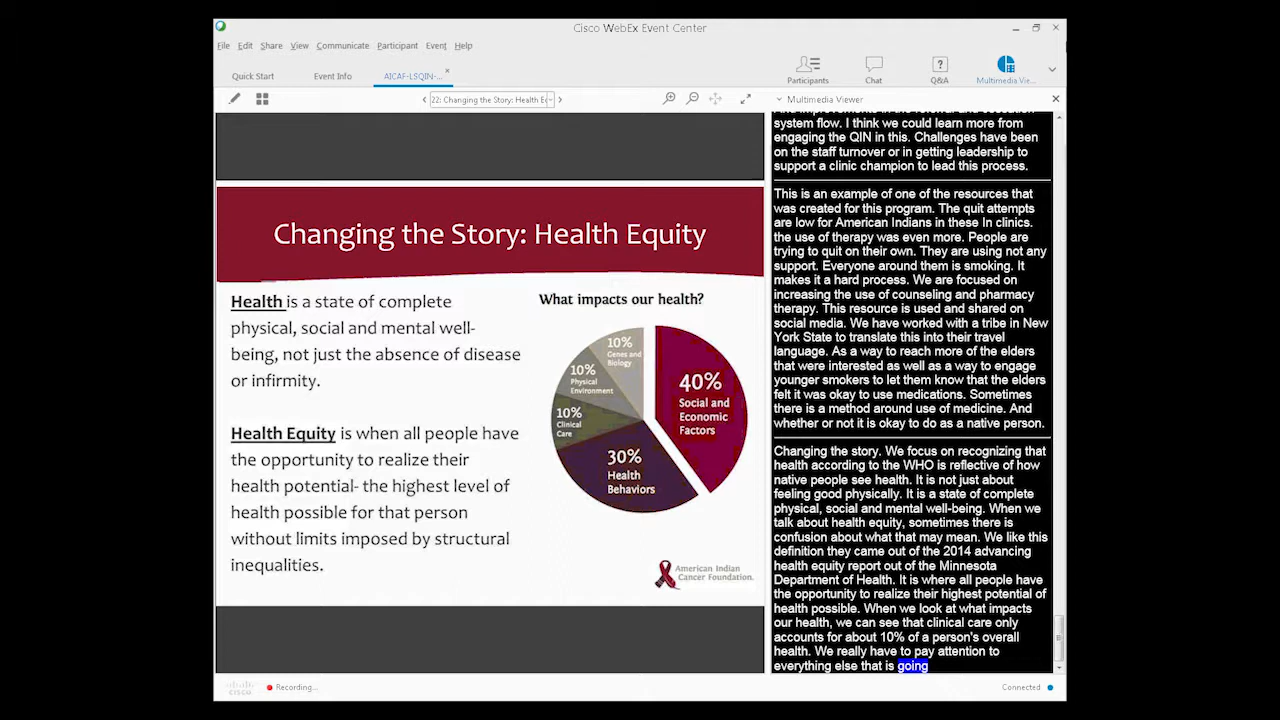 Cisco WebEx Event Center
File Edit Share View Communicate Participant Event Help
Quick Start Event Info AICAF-LSQIN-...
Participants Chat Q&A Multimedia Vie...
22: Changing the Story: Health E
Multimedia Viewer
Changing the Story: Health Equity
Health is a state of complete
physical, social and mental well-
being, not just the absence of disease
or infirmity.
Health Equity is when all people have
the opportunity to realize their
health potential- the highest level of
health possible for that person
without limits imposed by structural
inequalities.
What impacts our health?
10%
Genes and
Biology
10%
Physical
Environment
10%
Clinical
Care
30%
Health
Behaviors
40%
Social and
Economic
Factors
American Indian
Cancer Foundation.
system flow. I think we could learn more from
engaging the QIN in this. Challenges have been
on the staff turnover or in getting leadership to
support a clinic champion to lead this process.
This is an example of one of the resources that
was created for this program. The quit attempts
are low for American Indians in these In clinics.
the use of therapy was even more. People are
trying to quit on their own. They are using not any
support. Everyone around them is smoking. It
makes it a hard process. We are focused on
increasing the use of counseling and pharmacy
therapy. This resource is used and shared on
social media. We have worked with a tribe in New
York State to translate this into their travel
language. As a way to reach more of the elders
that were interested as well as a way to engage
younger smokers to let them know that the elders
felt it was okay to use medications. Sometimes
there is a method around use of medicine. And
whether or not it is okay to do as a native person.
Changing the story. We focus on recognizing that
health according to the WHO is reflective of how
native people see health. It is not just about
feeling good physically. It is a state of complete
physical, social and mental well-being. When we
talk about health equity, sometimes there is
confusion about what that may mean. We like this
definition they came out of the 2014 advancing
health equity report out of the Minnesota
Department of Health. It is where all people have
the opportunity to realize their highest potential of
health possible. When we look at what impacts
our health, we can see that clinical care only
accounts for about 10% of a person's overall
health. We really have to pay attention to
everything else that is going
cisco Recording... Connected